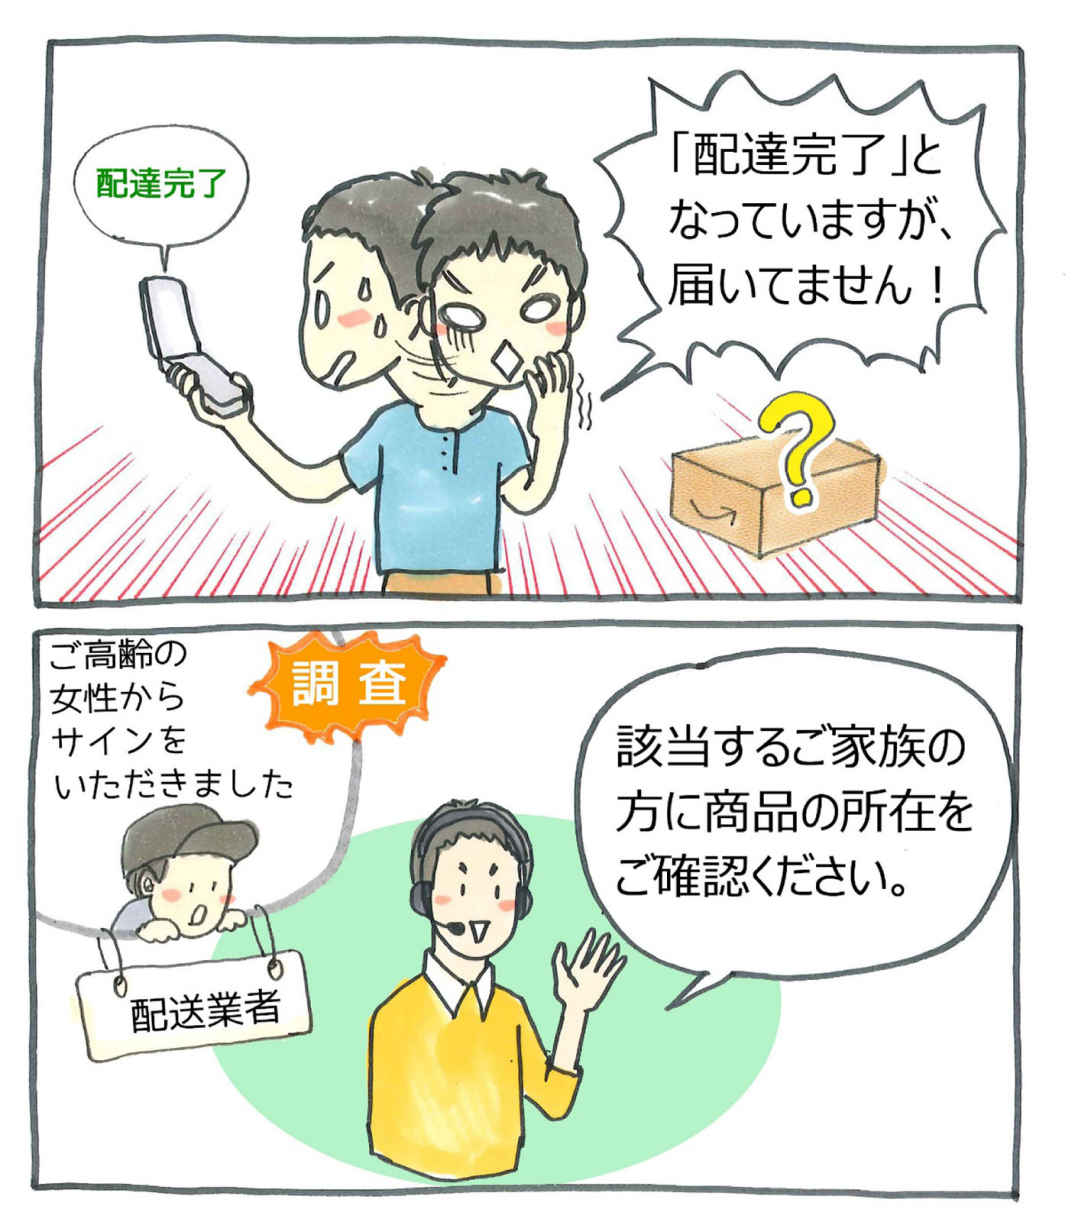 配達完了
「配達完了」と
なっていますが、
届いてません！
ご高齢の
女性から
サインを
いただきました
調査
配送業者
該当するご家族の
方に商品の所在を
ご確認ください。